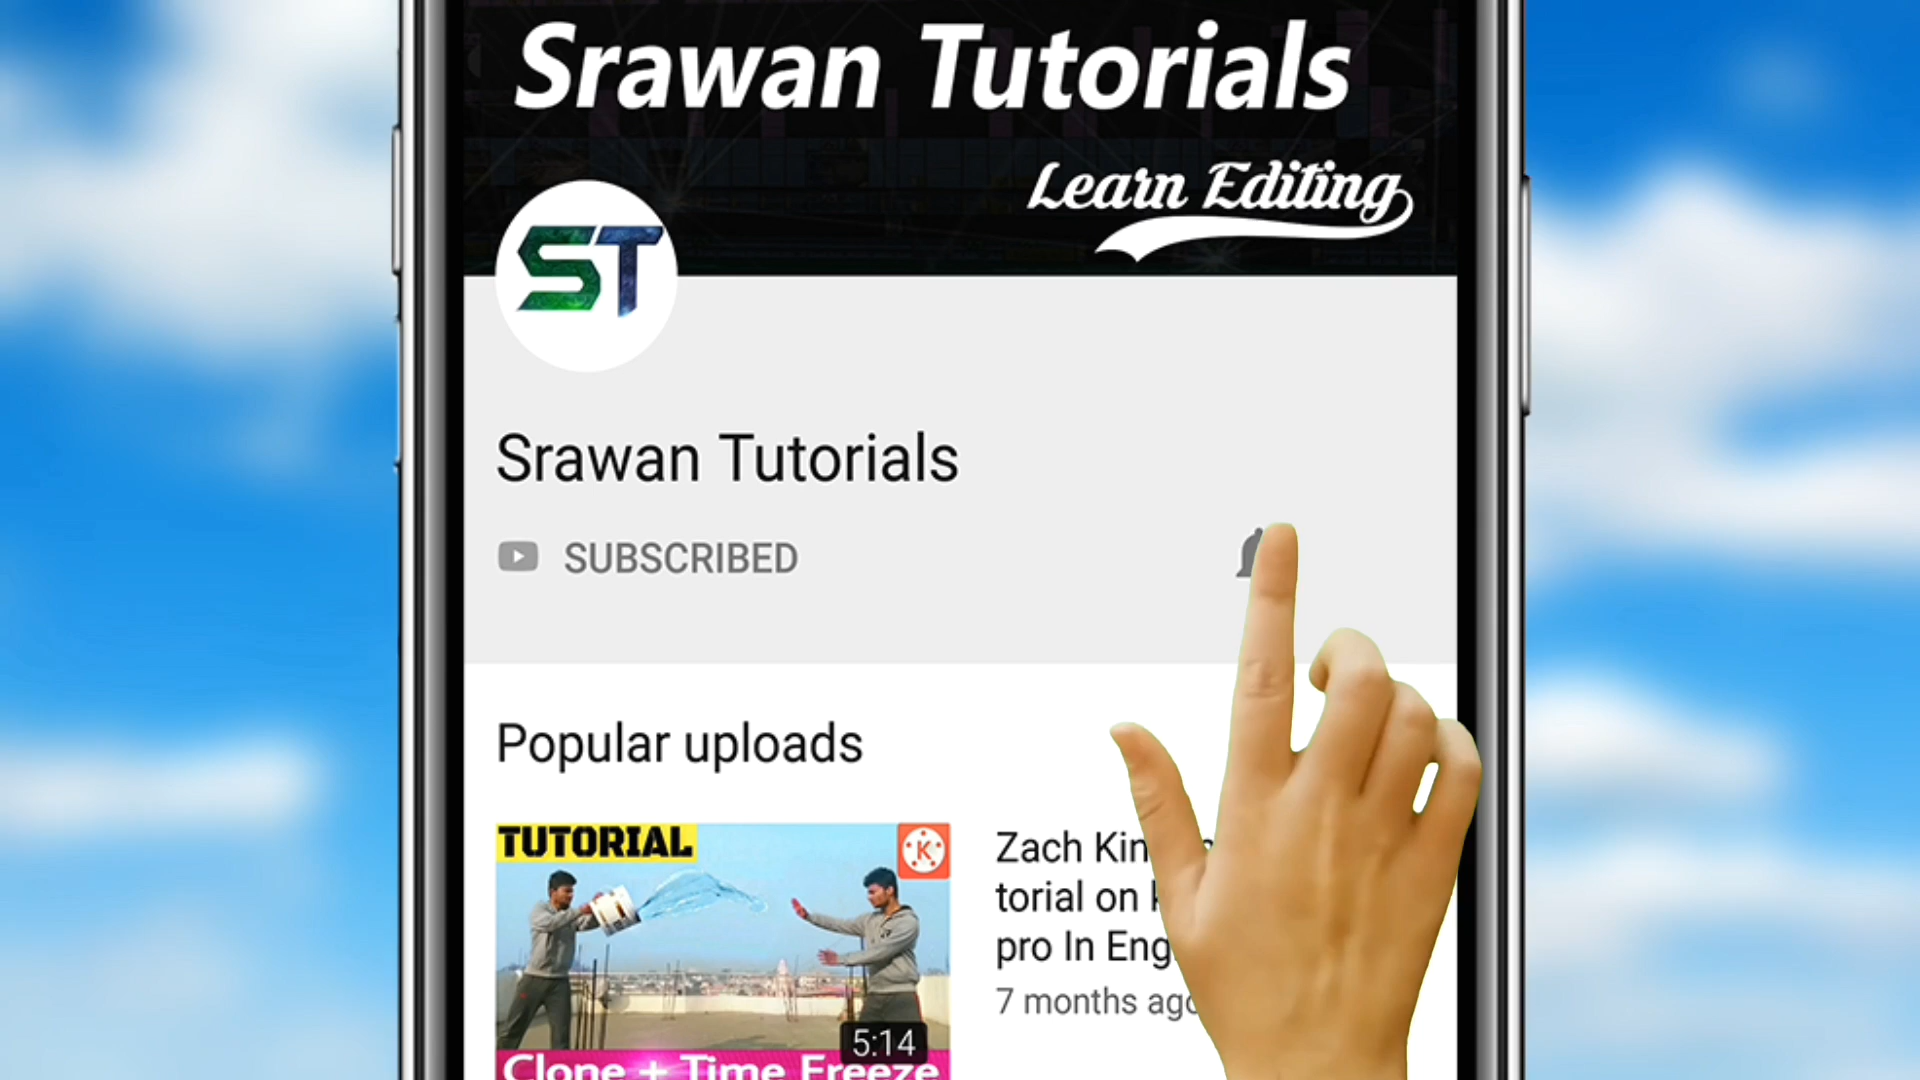 Srawan Tutorials
Learn Editing
ST
Srawan Tutorials
SUBSCRIBED
Popular uploads
TUTORIAL
K
Zach Kin
torial on
pro In Eng
7 months ago
5:14
Clone + Time Freeze